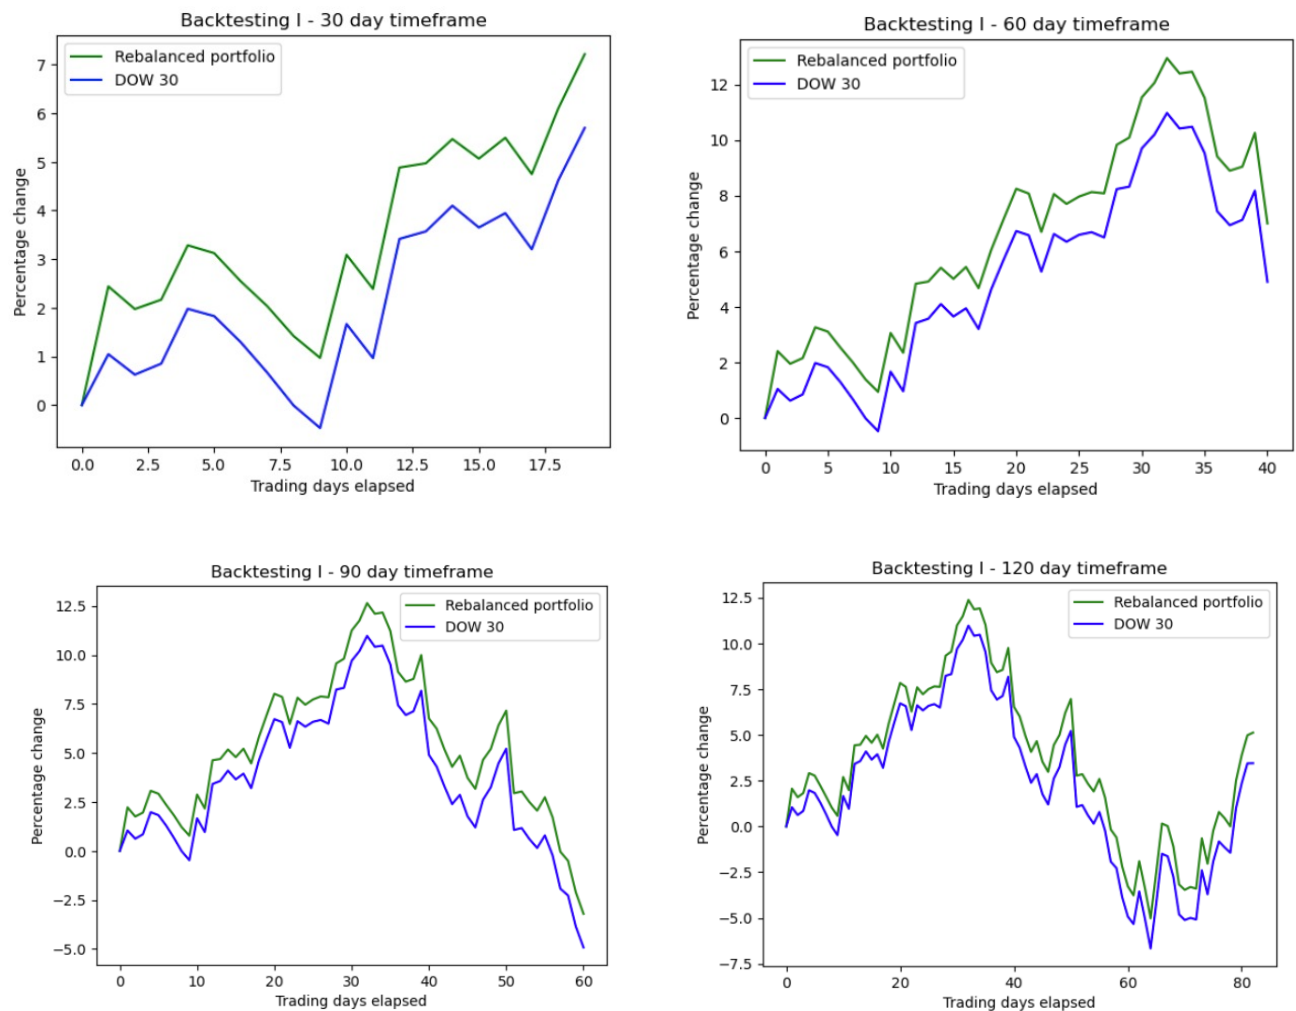 Backtesting I - 30 day timeframe
Rebalanced portfolio
DOW 30
7
6
5
4
3
2
1
0
Percentage change
0.0 2.5 5.0 7.5 10.0 12.5 15.0 17.5
Trading days elapsed
Backtesting I - 60 day timeframe
Rebalanced portfolio
DOW 30
12
10
8
6
4
2
0
Percentage change
0 5 10 15 20 25 30 35 40
Trading days elapsed
Backtesting I - 90 day timeframe
Rebalanced portfolio
DOW 30
12.5
10.0
7.5
5.0
2.5
0.0
−2.5
−5.0
Percentage change
0 10 20 30 40 50 60
Trading days elapsed
Backtesting I - 120 day timeframe
Rebalanced portfolio
DOW 30
12.5
10.0
7.5
5.0
2.5
0.0
−2.5
−5.0
−7.5
Percentage change
0 20 40 60 80
Trading days elapsed